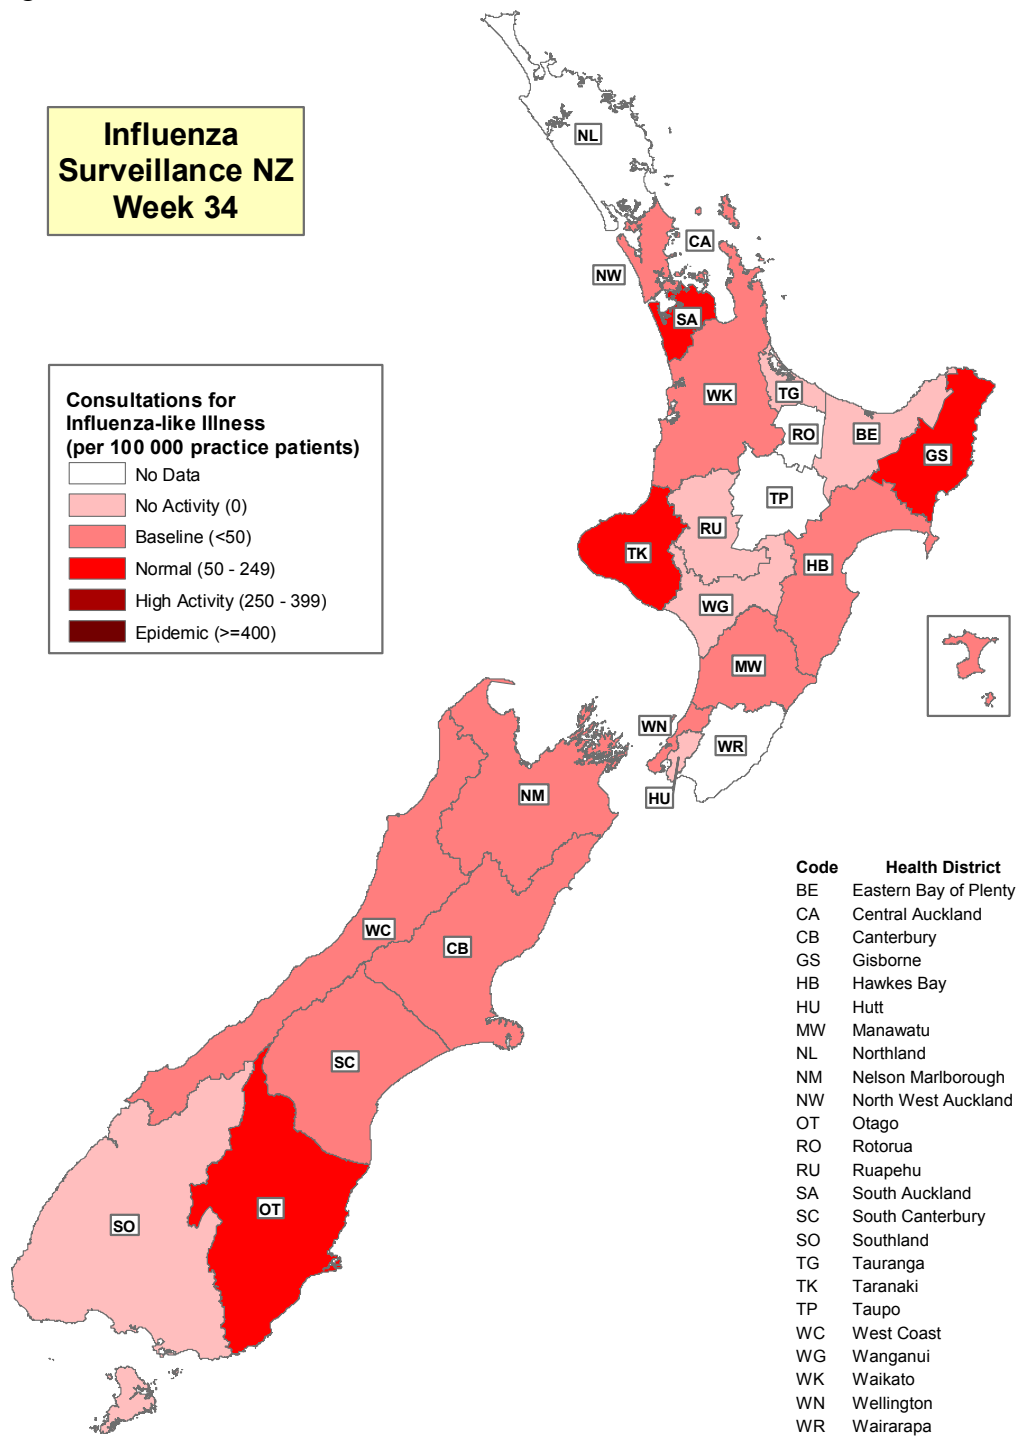 Influenza
Surveillance NZ
Week 34
Consultations for
Influenza-like Illness
(per 100 000 practice patients)
No Data
No Activity (0)
Baseline (<50)
Normal (50 - 249)
High Activity (250 - 399)
Epidemic (>=400)
NL
CA
NW
SA
WK
TG
RO
BE
GS
TP
RU
TK
HB
WG
MW
WN
WR
NM
HU
WC
CB
SC
OT
SO
Code Health District
BE Eastern Bay of Plenty
CA Central Auckland
CB Canterbury
GS Gisborne
HB Hawkes Bay
HU Hutt
MW Manawatu
NL Northland
NM Nelson Marlborough
NW North West Auckland
OT Otago
RO Rotorua
RU Ruapehu
SA South Auckland
SC South Canterbury
SO Southland
TG Tauranga
TK Taranaki
TP Taupo
WC West Coast
WG Wanganui
WK Waikato
WN Wellington
WR Wairarapa